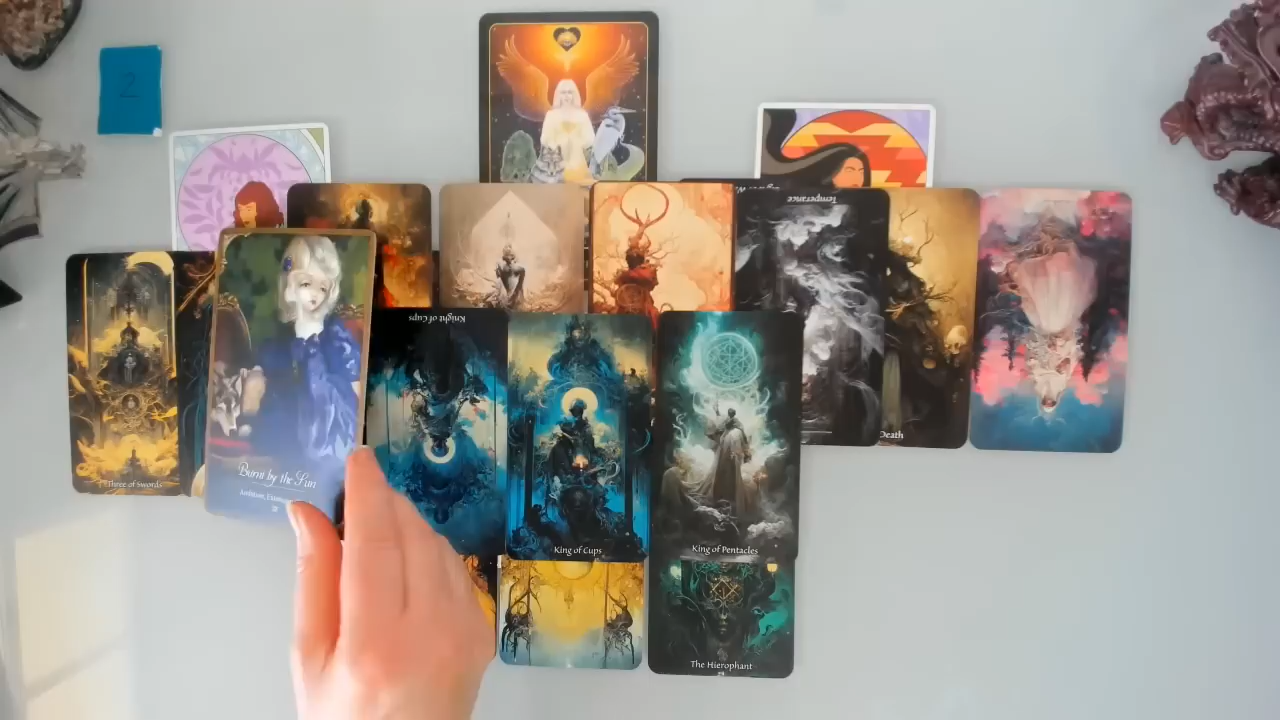 2
Temperance
Knight of Cups
Death
Three of Swords
Burnt by the Sun
Ambition,
King of Cups
King of Pentacles
The Hierophant